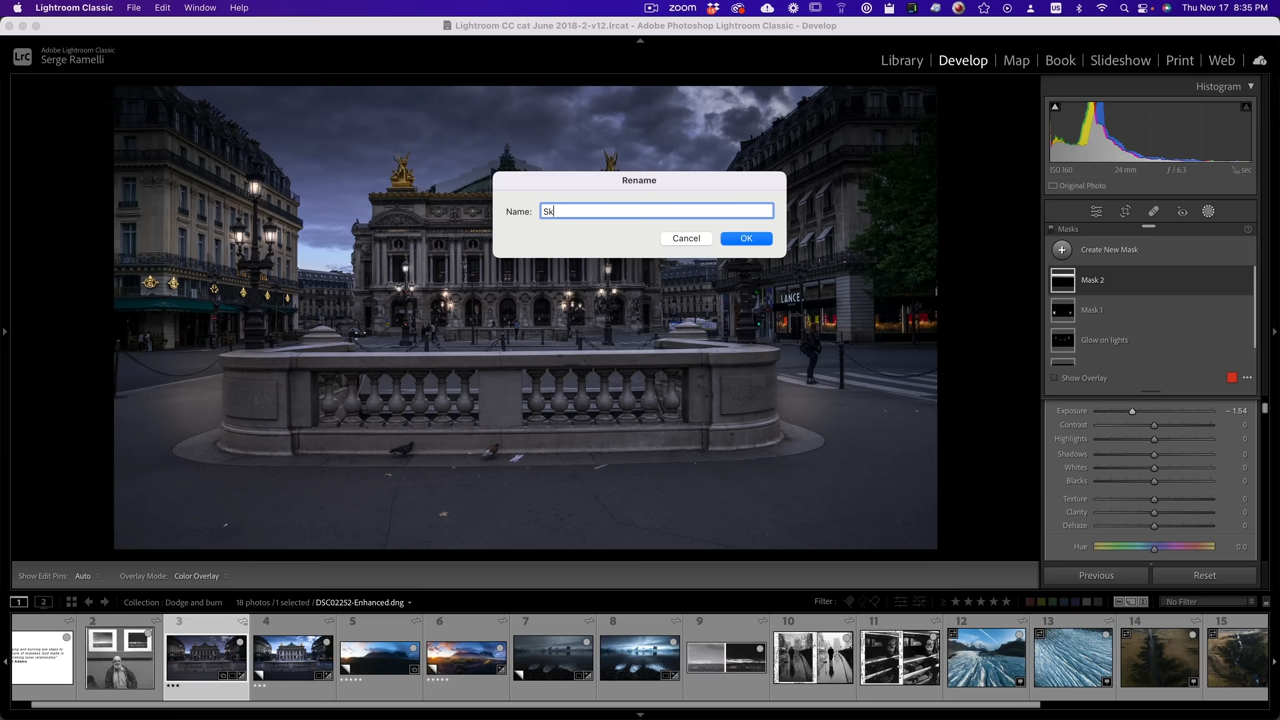 Lightroom Classic File Edit Window Help zoom Thu Nov 17 8:35 PM
Lightroom CC cat June 2018-2-v12.lrcat - Adobe Photoshop Lightroom Classic - Develop
LrC
Adobe Lightroom Classic
Serge Ramelli
Library | Develop | Map | Book | Slideshow | Print | Web
Rename
Name: Sk
Cancel OK
LANCEL
Histogram
ISO 160 24 mm ƒ / 6.3 sec
Original Photo
Masks
Create New Mask
Mask 2
Mask 1
Glow on lights
Show Overlay
Exposure – 1.54
Contrast 0
Highlights 0
Shadows 0
Whites 0
Blacks 0
Texture 0
Clarity 0
Dehaze 0
Hue 0.0
Previous Reset
Show Edit Pins: Auto Overlay Mode: Color Overlay
1 2 Collection : Dodge and burn 18 photos / 1 selected / DSC02252-Enhanced.dng Filter : No Filter
2 3 4 5 6 7 8 9 10 11 12 13 14 15